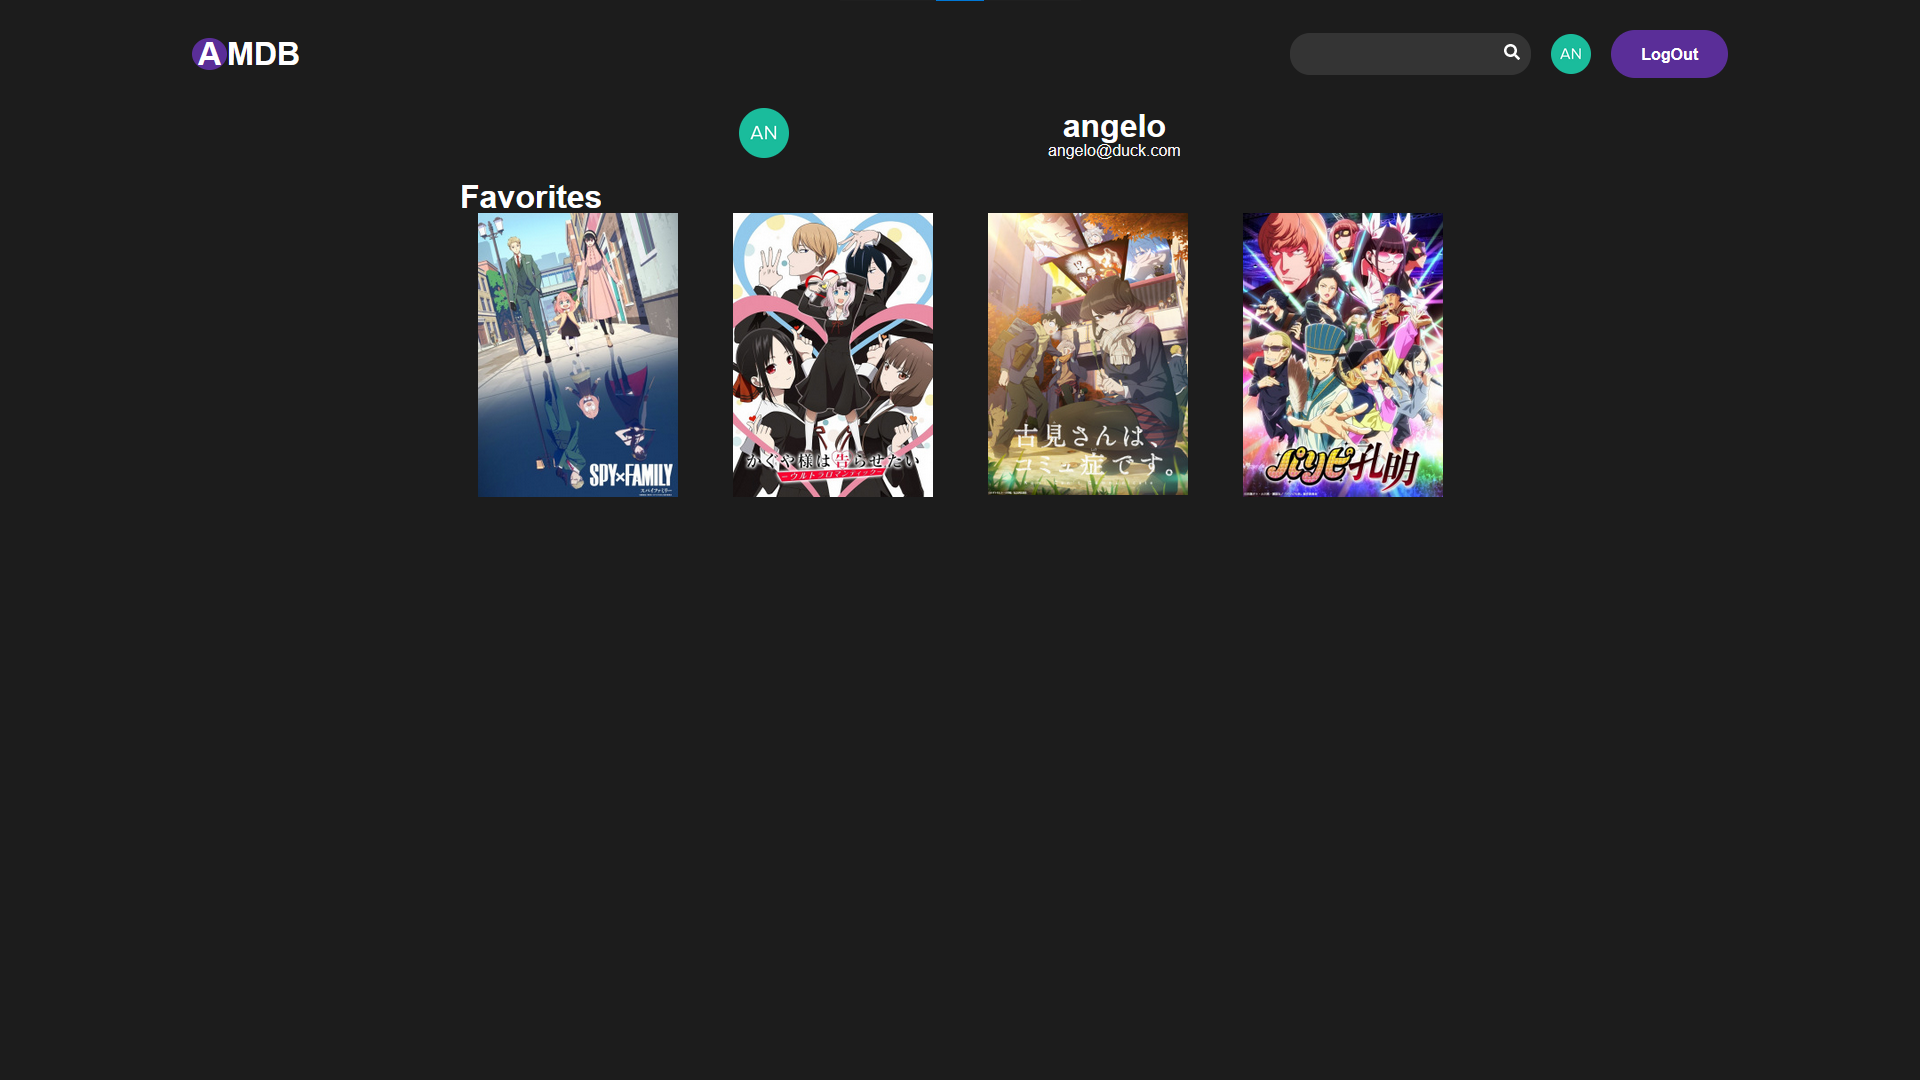 AMDB
AN
LogOut
AN
angelo
angelo@duck.com
Favorites
SPY×FAMILY
スパイファミリー
かぐや様は告らせたい
ーウルトラロマンティックー
!?
古見さんは、
コミュ症です。
パリピ孔明